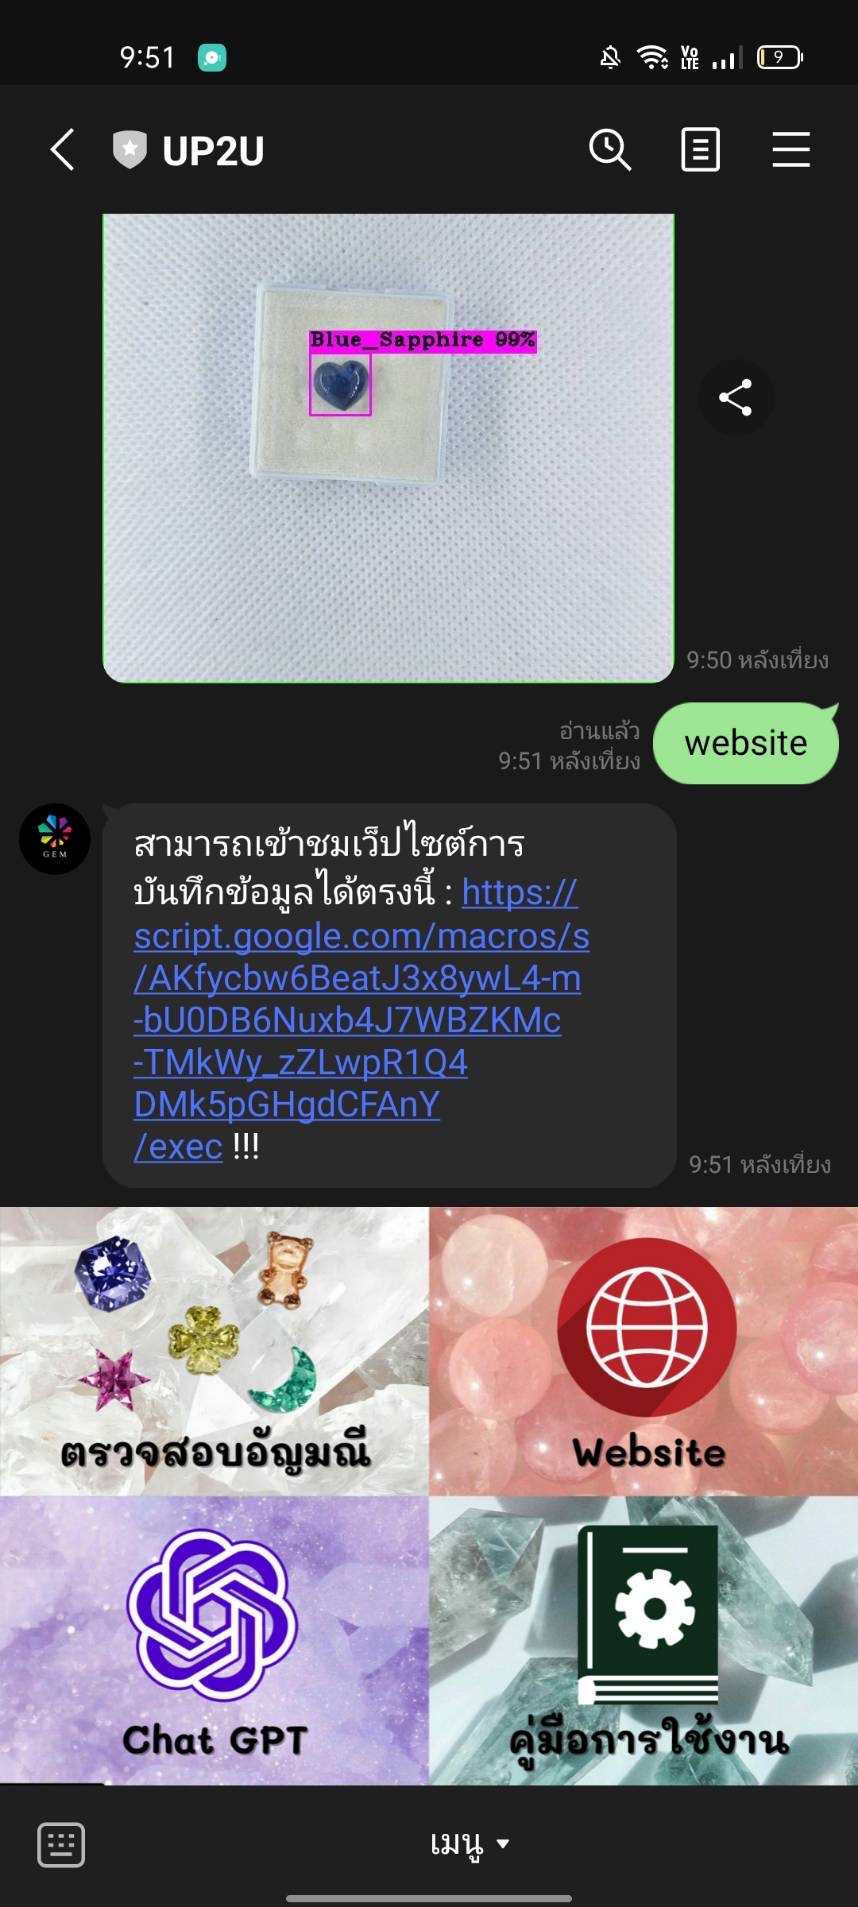 9:51
Vo
LTE
9
UP2U
Blue_Sapphire 99%
9:50 หลังเที่ยง
อ่านแล้ว
9:51 หลังเที่ยง
website
GEM
สามารถเข้าชมเว็ปไซต์การ
บันทึกข้อมูลได้ตรงนี้ : https://
script.google.com/macros/s
/AKfycbw6BeatJ3x8ywL4-m
-bU0DB6Nuxb4J7WBZKMc
-TMkWy_zZLwpR1Q4
DMk5pGHgdCFAnY
/exec !!!
9:51 หลังเที่ยง
ตรวจสอบอัญมณี
Website
Chat GPT
คู่มือการใช้งาน
เมนู